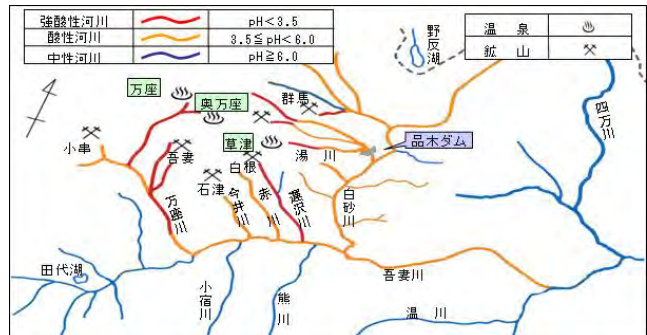 強酸性河川 pH<3.5
酸性河川 3.5≦pH<6.0
中性河川 pH≧6.0
温泉
鉱山
野反湖
四万川
万座
奥万座
群馬
品木ダム
小串
吾妻
草津
白根
湯川
石津
今井川
赤川
遅沢川
白砂川
万座川
田代湖
小宿川
熊川
吾妻川
温川